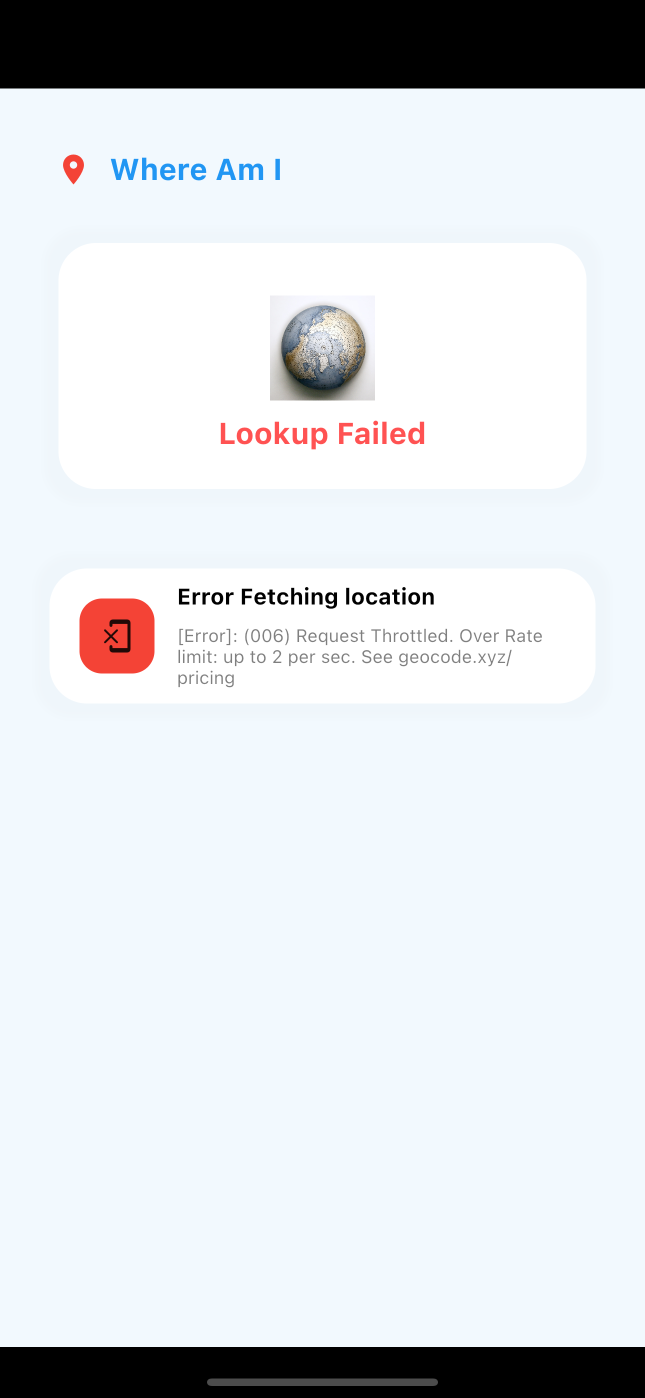 Where Am I
Lookup Failed
Error Fetching location
[Error]: (006) Request Throttled. Over Rate
limit: up to 2 per sec. See geocode.xyz/
pricing